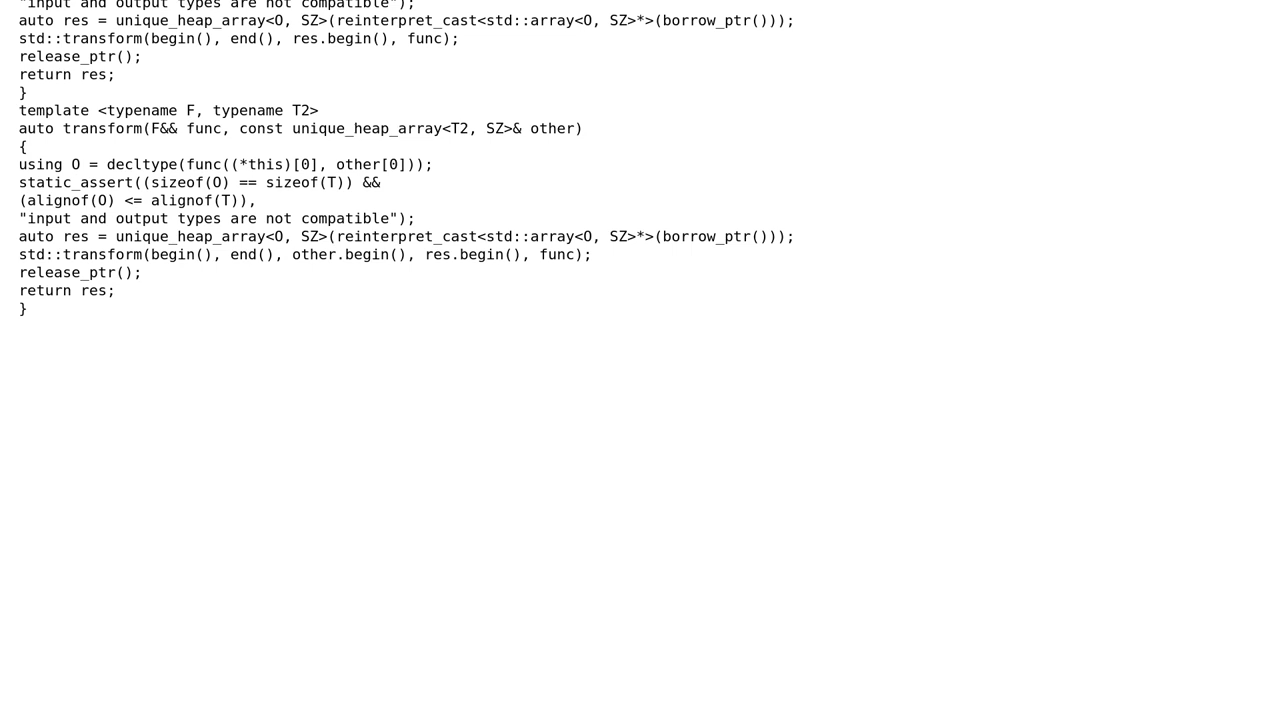 "input and output types are not compatible");
auto res = unique_heap_array<O, SZ>(reinterpret_cast<std::array<O, SZ>*>(borrow_ptr()));
std::transform(begin(), end(), res.begin(), func);
release_ptr();
return res;
}
template <typename F, typename T2>
auto transform(F&& func, const unique_heap_array<T2, SZ>& other)
{
using O = decltype(func((*this)[0], other[0]));
static_assert((sizeof(O) == sizeof(T)) &&
(alignof(O) <= alignof(T)),
"input and output types are not compatible");
auto res = unique_heap_array<O, SZ>(reinterpret_cast<std::array<O, SZ>*>(borrow_ptr()));
std::transform(begin(), end(), other.begin(), res.begin(), func);
release_ptr();
return res;
}